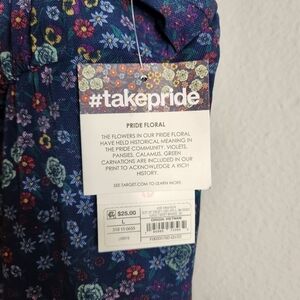 #takepride
PRIDE FLORAL
THE FLOWERS IN OUR PRIDE FLORAL
HAVE HELD HISTORICAL MEANING IN
THE PRIDE COMMUNITY. VIOLETS,
PANSIES, CALAMUS, GREEN
CARNATIONS ARE INCLUDED IN THIS
PRINT TO ACKNOWLEDGE A RICH
HISTORY.
SEE TARGET.COM TO LEARN MORE.
$25.00
L